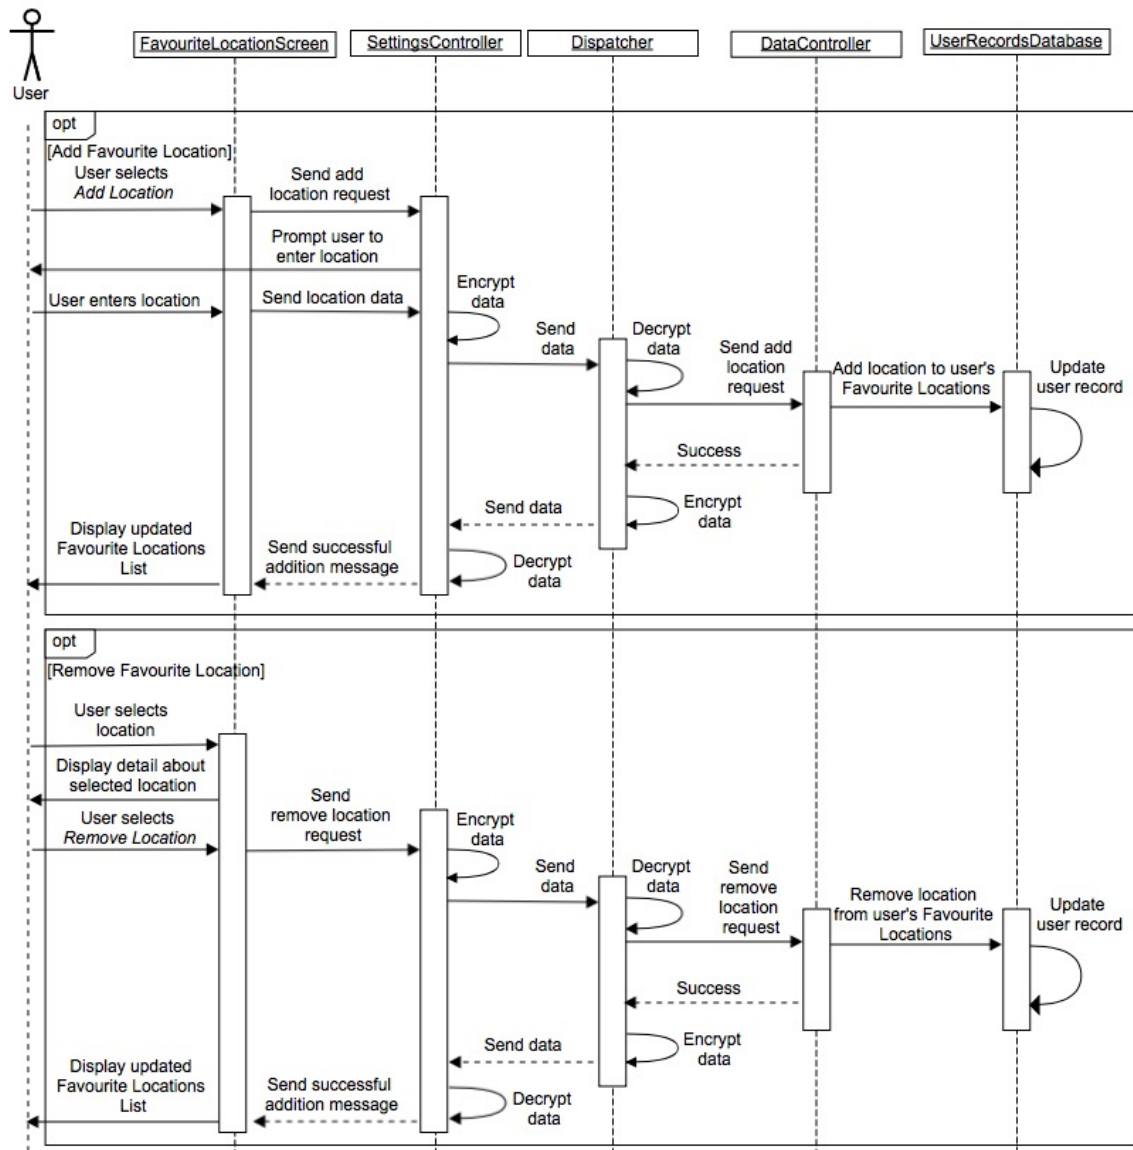 User
FavouriteLocationScreen
SettingsController
Dispatcher
DataController
UserRecordsDatabase
opt
[Add Favourite Location]
User selects
Add Location
Send add
location request
Prompt user to
enter location
User enters location
Send location data
Encrypt
data
Send
data
Decrypt
data
Send add
location
request
Add location to user's
Favourite Locations
Update
user record
Success
Encrypt
data
Send data
Decrypt
data
Send successful
addition message
Display updated
Favourite Locations
List
opt
[Remove Favourite Location]
User selects
location
Display detail about
selected location
User selects
Remove Location
Send
remove location
request
Encrypt
data
Send
data
Decrypt
data
Send
remove
location
request
Remove location
from user's Favourite
Locations
Update
user record
Success
Encrypt
data
Send data
Decrypt
data
Send successful
addition message
Display updated
Favourite Locations
List